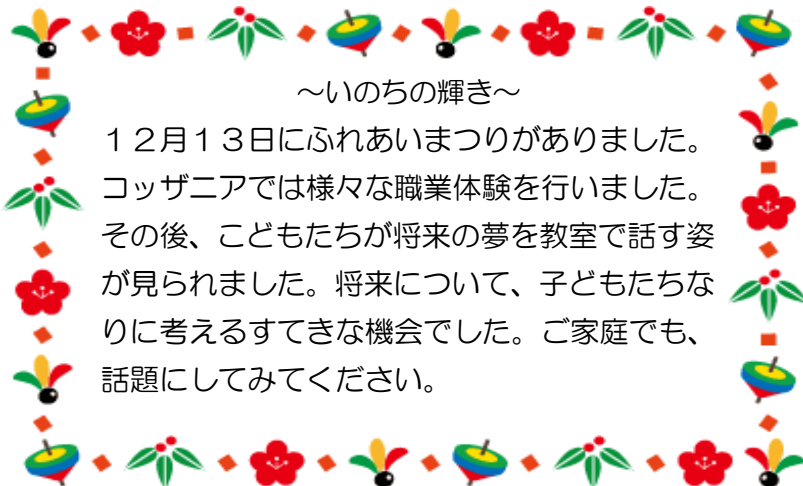 ～いのちの輝き～
１２月１３日にふれあいまつりがありました。
コッザニアでは様々な職業体験を行いました。
その後、こどもたちが将来の夢を教室で話す姿
が見られました。将来について、子どもたちな
りに考えるすてきな機会でした。ご家庭でも、
話題にしてみてください。